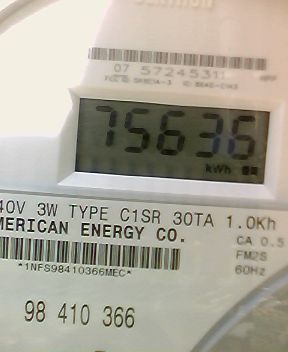 07 57245311
75636
kWh
40V 3W TYPE C1SR 30TA 1.0Kh
MERICAN ENERGY CO.
CA 0.5
*1NFS98410366MEC*
FM2S
60Hz
98 410 366